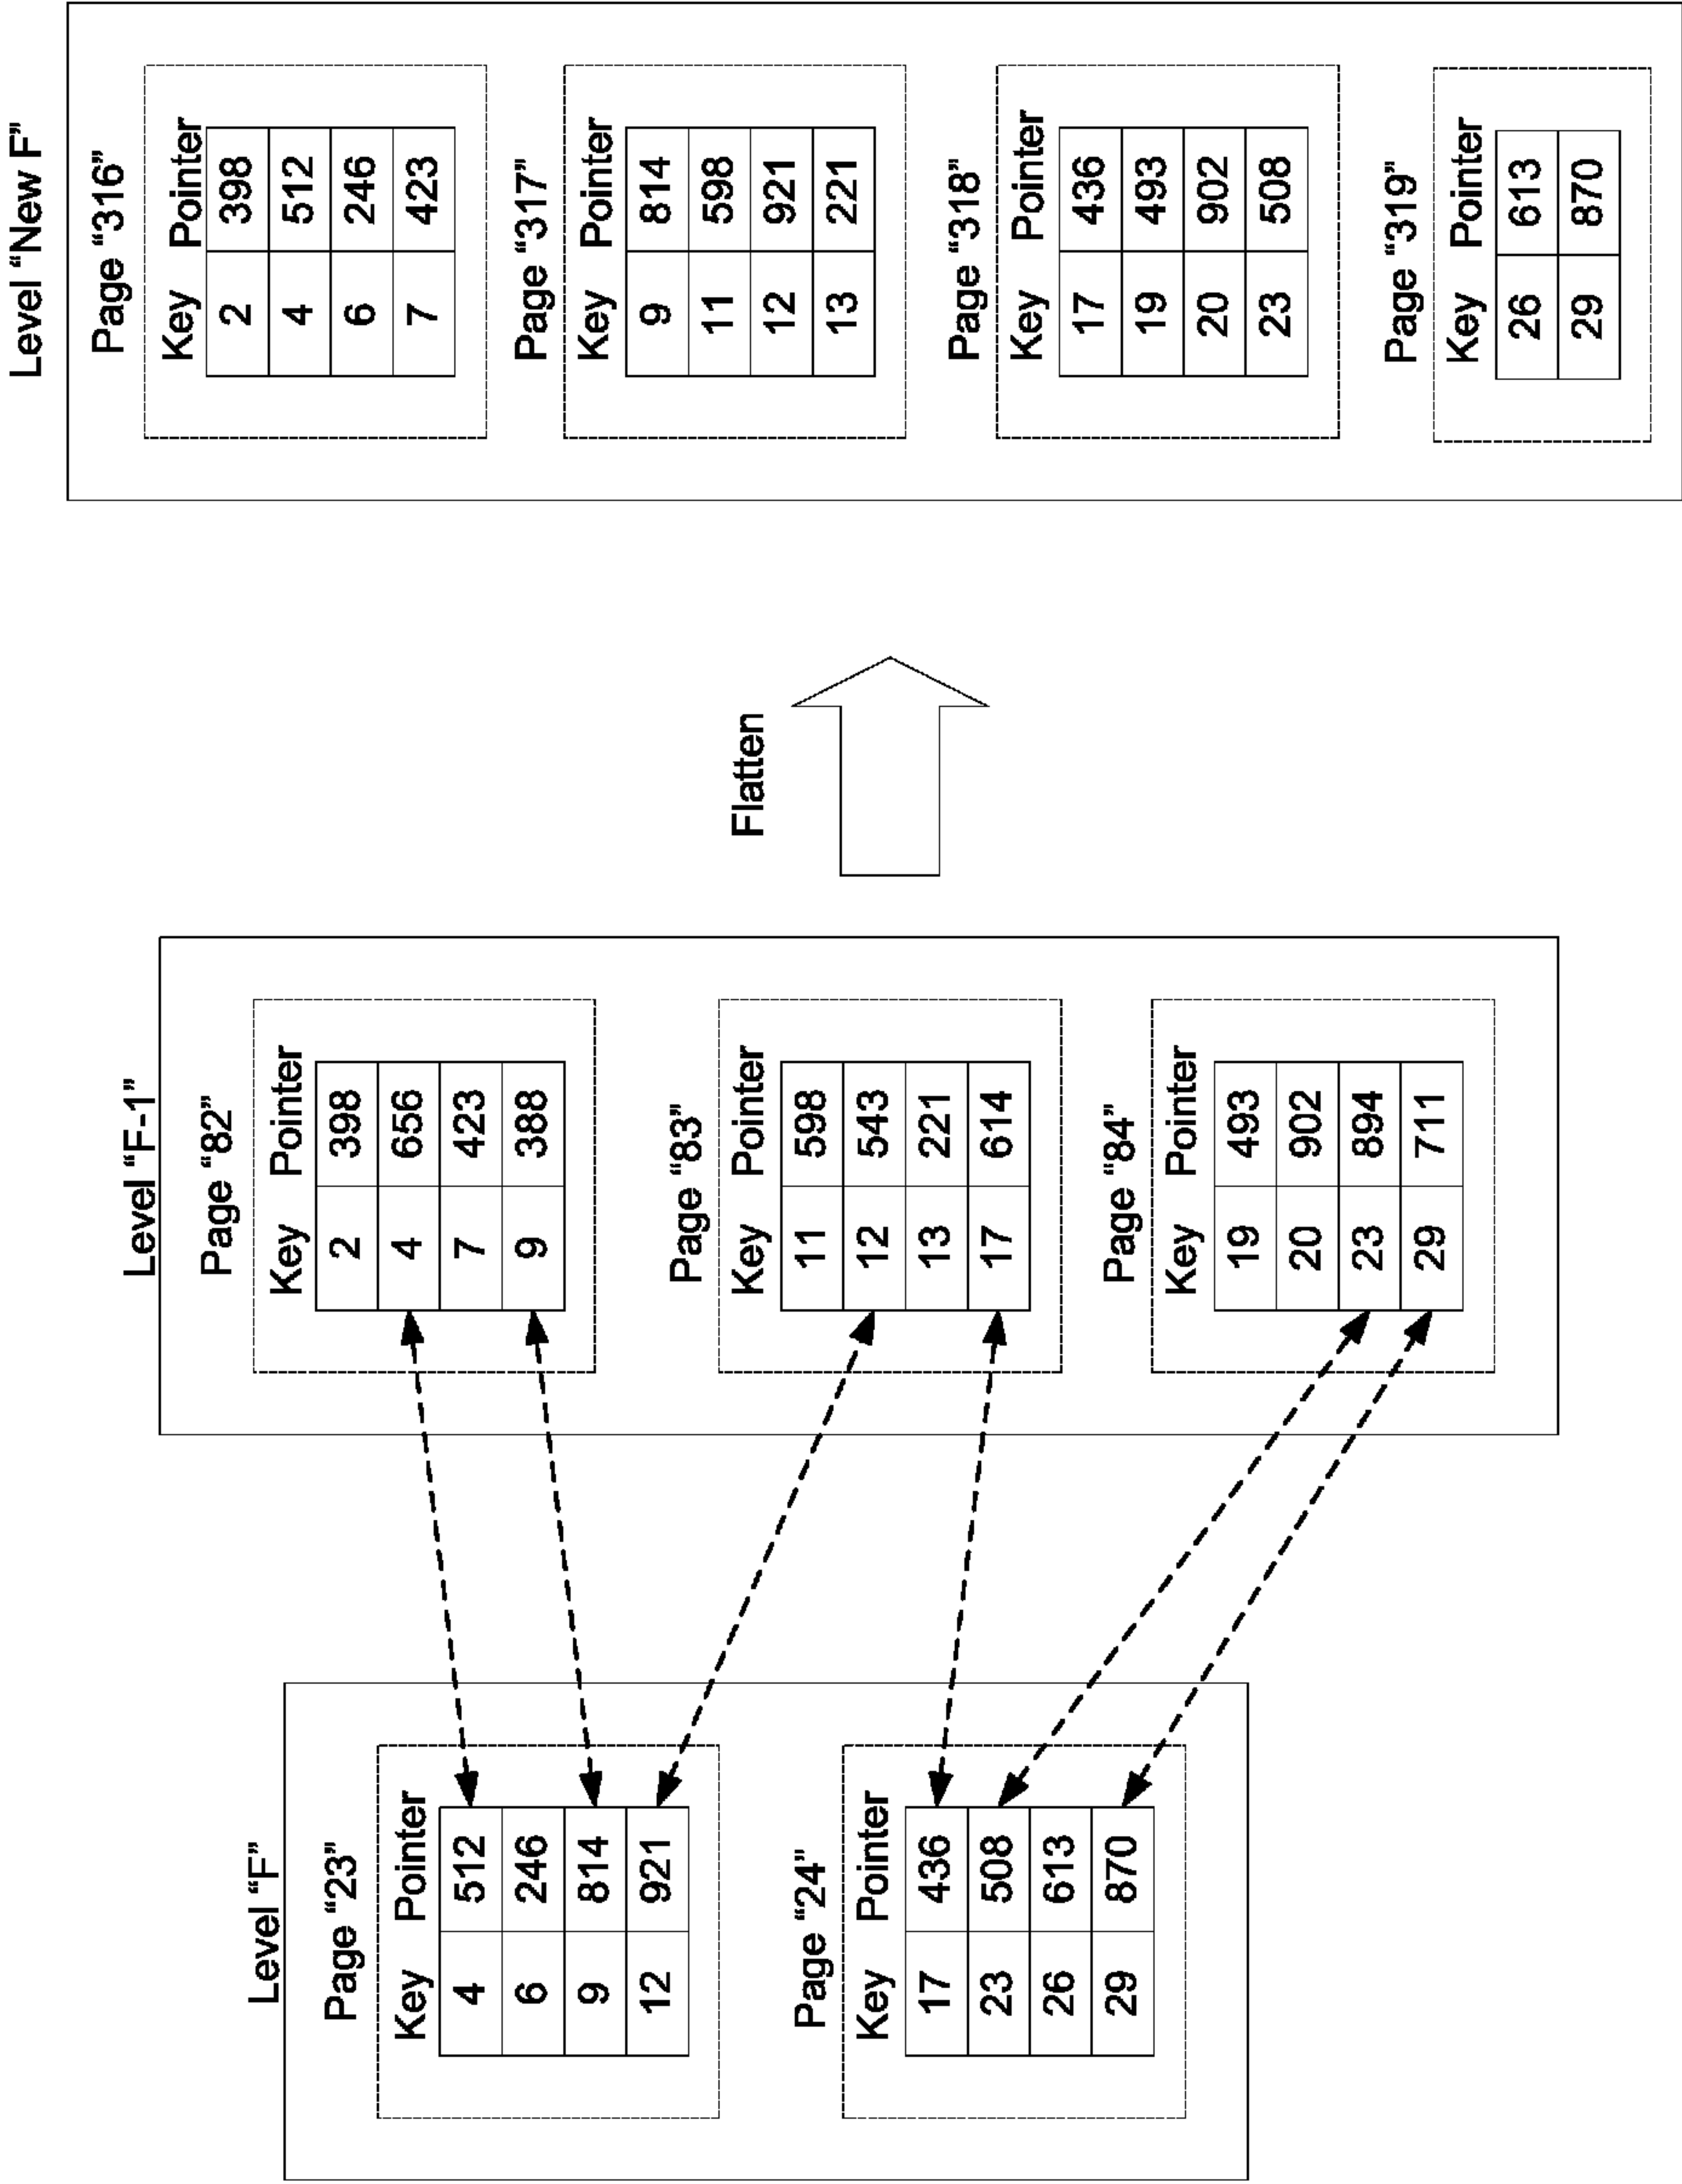 Level “F”
Page “23”
Key Pointer
4 512
6 246
9 814
12 921
Page “24”
Key Pointer
17 436
23 508
26 613
29 870
Level “F-1”
Page “82”
Key Pointer
2 398
4 656
7 423
9 388
Page “83”
Key Pointer
11 598
12 543
13 221
17 614
Page “84”
Key Pointer
19 493
20 902
23 894
29 711
Flatten
Level “New F”
Page “316”
Key Pointer
2 398
4 512
6 246
7 423
Page “317”
Key Pointer
9 814
11 598
12 921
13 221
Page “318”
Key Pointer
17 436
19 493
20 902
23 508
Page “319”
Key Pointer
26 613
29 870